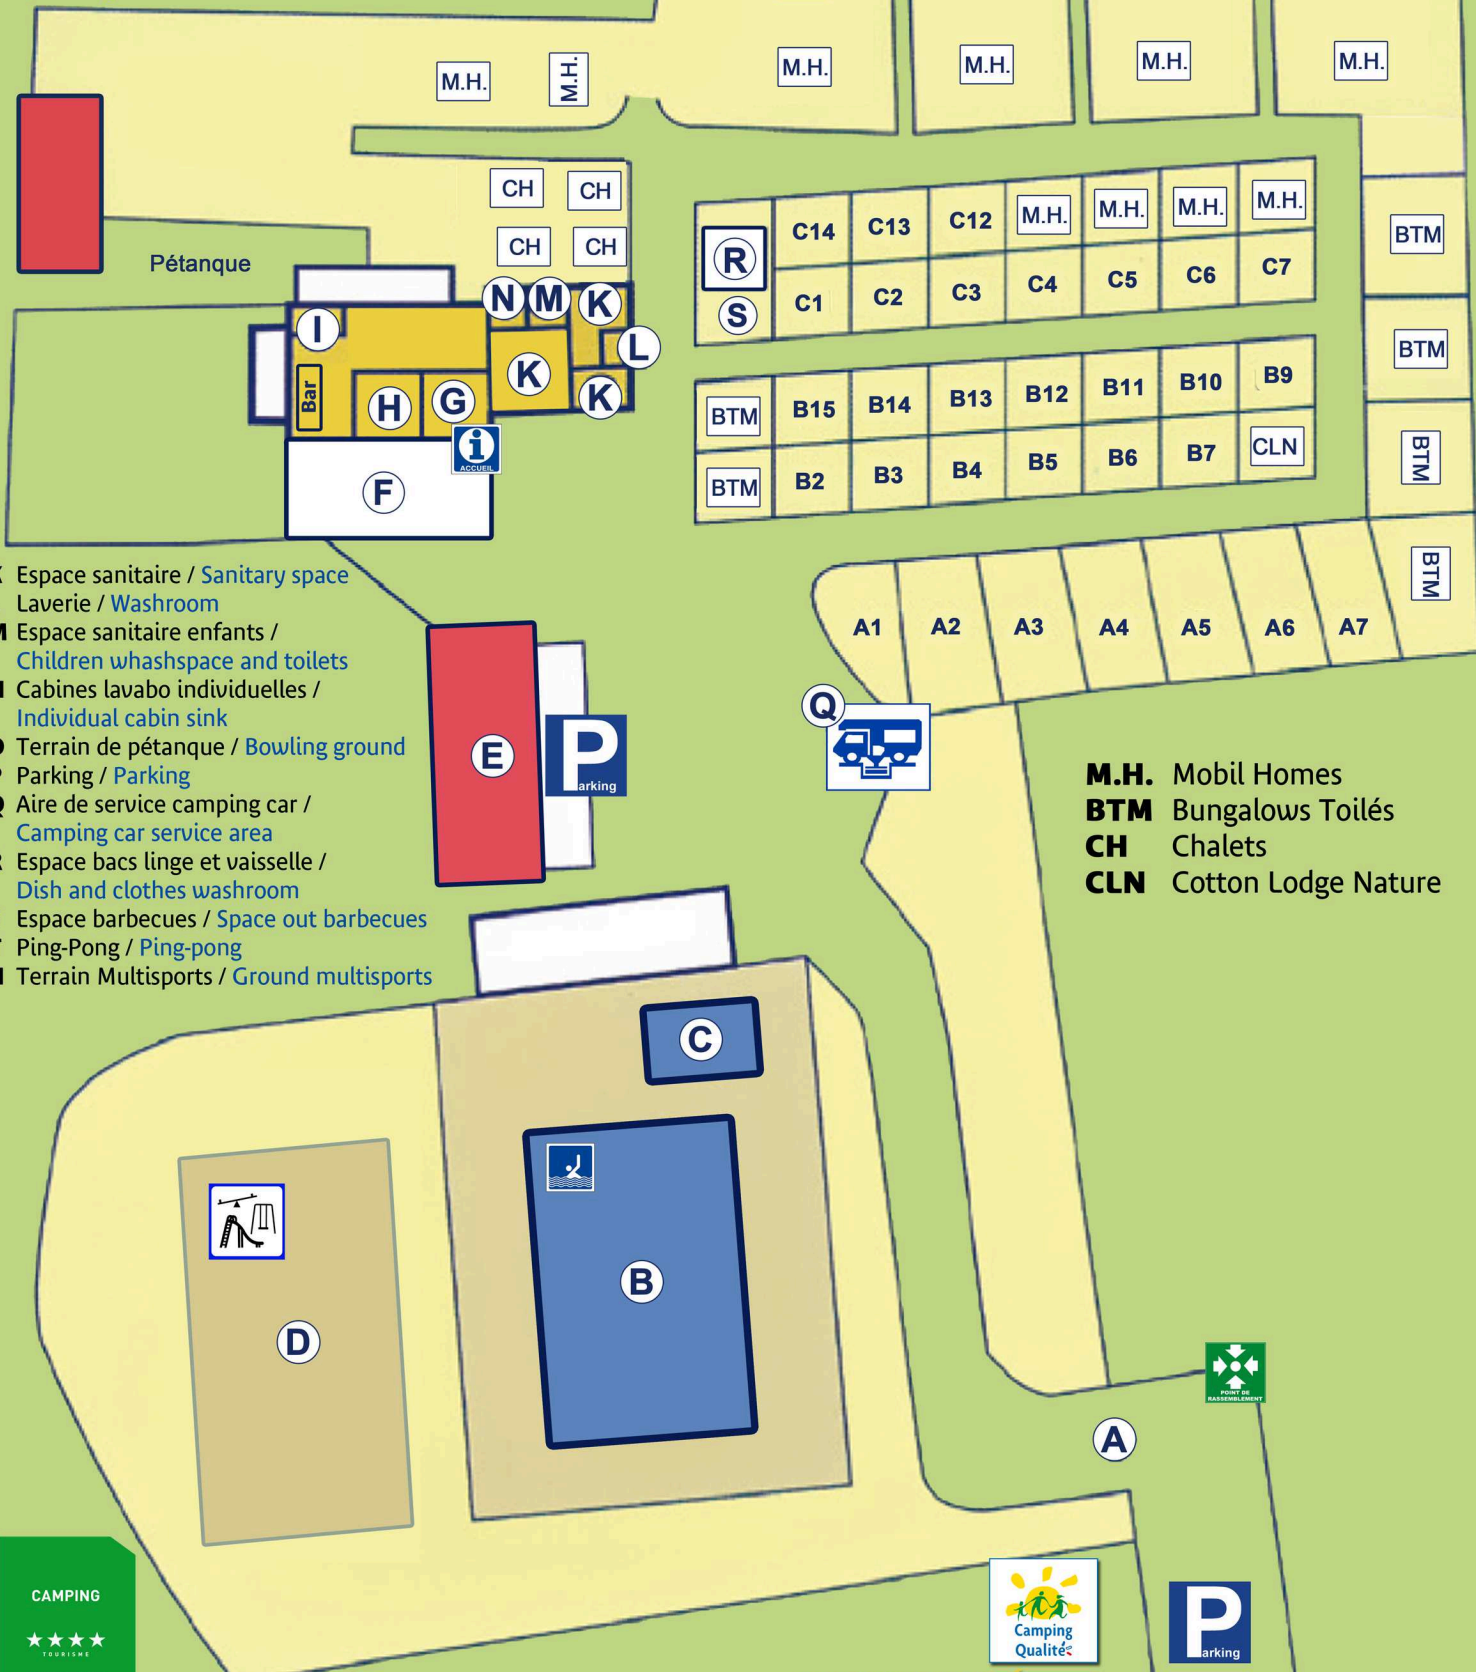 M.H.
M.H.
M.H.
M.H.
M.H.
M.H.
CH
CH
CH
CH
Pétanque
N
M
K
I
L
K
K
Bar
H
G
i
ACCUEIL
F
R
S
C14
C13
C12
M.H.
M.H.
M.H.
M.H.
C1
C2
C3
C4
C5
C6
C7
BTM
B15
B14
B13
B12
B11
B10
B9
BTM
B2
B3
B4
B5
B6
B7
CLN
BTM
BTM
BTM
BTM
A1
A2
A3
A4
A5
A6
A7
Espace sanitaire / Sanitary space
Laverie / Washroom
M Espace sanitaire enfants /
Children whashspace and toilets
Cabines lavabo individuelles /
Individual cabin sink
Terrain de pétanque / Bowling ground
Parking / Parking
Aire de service camping car /
Camping car service area
Espace bacs linge et vaisselle /
Dish and clothes washroom
Espace barbecues / Space out barbecues
Ping-Pong / Ping-pong
Terrain Multisports / Ground multisports
E
Parking
Q
M.H. Mobil Homes
BTM Bungalows Toilés
CH Chalets
CLN Cotton Lodge Nature
C
B
D
POINT DE
RASSEMBLEMENT
A
CAMPING
★★★★
TOURISME
Camping
Qualité
Parking